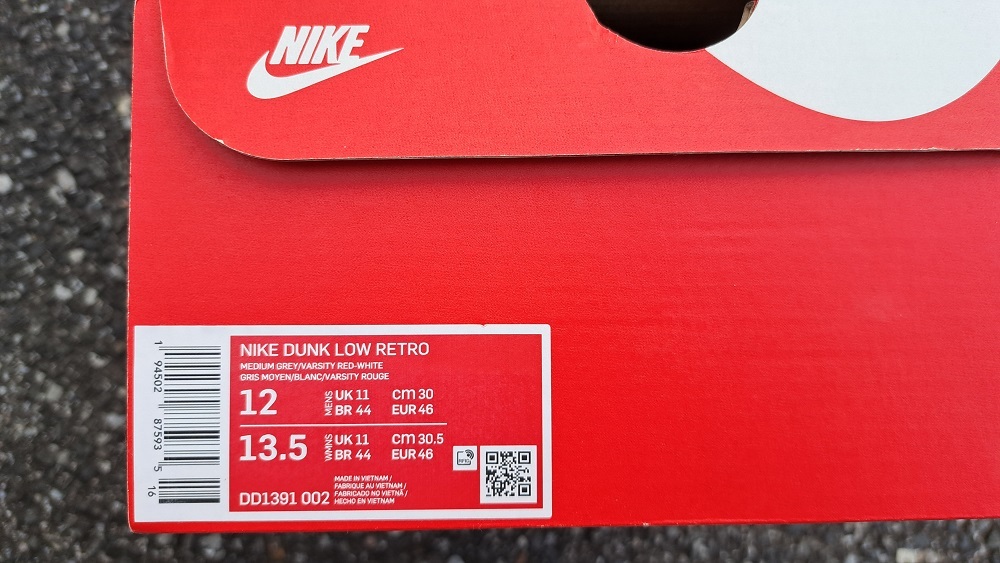 NIKE
NIKE DUNK LOW RETRO
MEDIUM GREY/VARSITY RED-WHITE
GRIS MOYEN/BLANC/VARSITY ROUGE
12 MENS UK 11 cm 30
BR 44 EUR 46
13.5 WMNS UK 11 cm 30.5
BR 44 EUR 46
RFID
DD1391 002
MADE IN VIETNAM /
FABRIQUE AU VIETNAM /
FABRICADO NO VIETNÃ /
HECHO EN VIETNAM
1 94502 87593 5 16